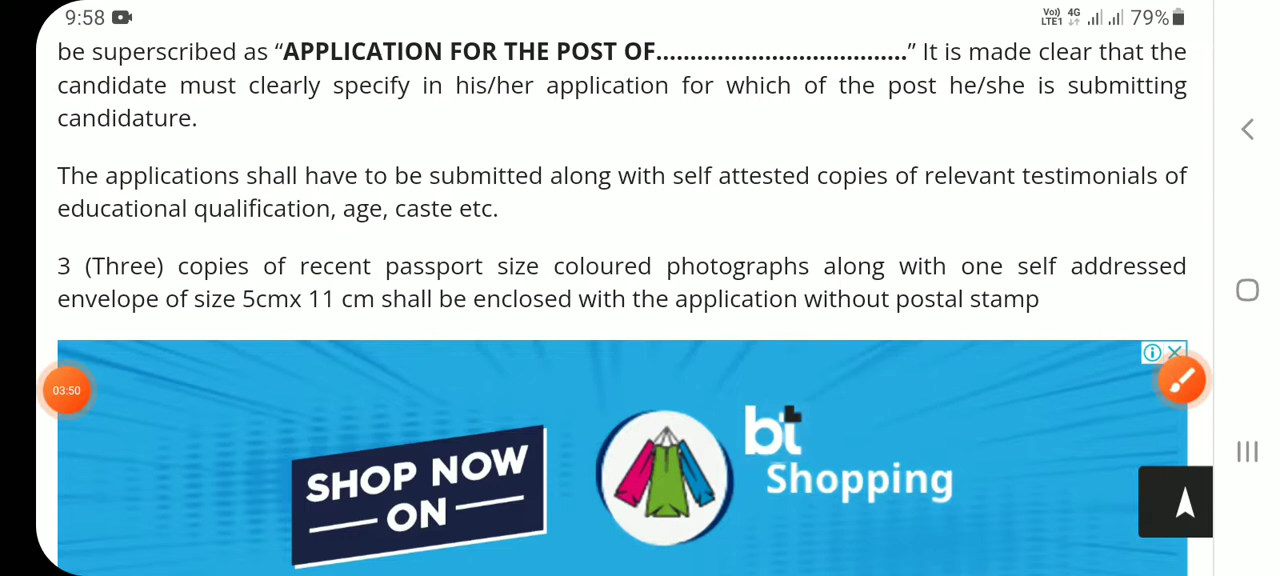 9:58
Vo)) 4G
LTE1 79%
be superscribed as “APPLICATION FOR THE POST OF.....................................” It is made clear that the
candidate must clearly specify in his/her application for which of the post he/she is submitting
candidature.
The applications shall have to be submitted along with self attested copies of relevant testimonials of
educational qualification, age, caste etc.
3 (Three) copies of recent passport size coloured photographs along with one self addressed
envelope of size 5cmx 11 cm shall be enclosed with the application without postal stamp
03:50
SHOP NOW
ON
bt
Shopping